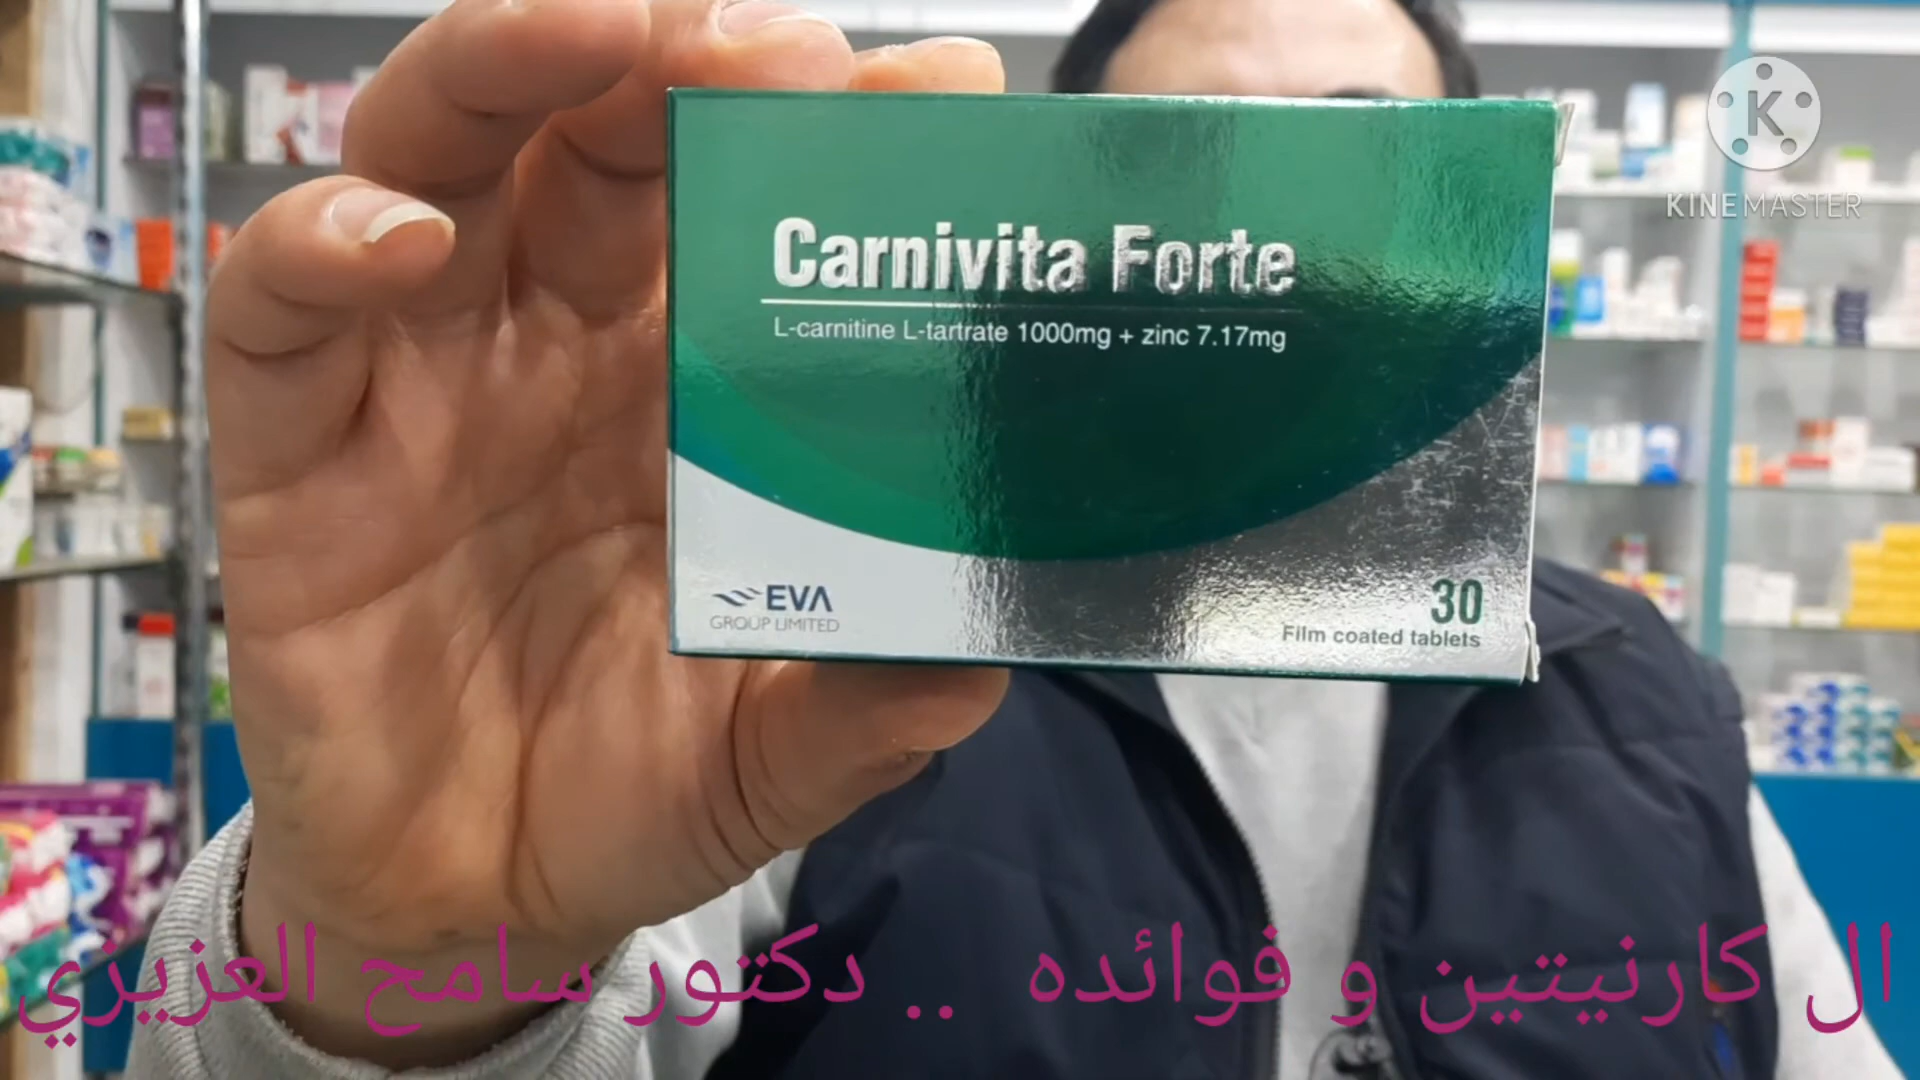 K
KINEMASTER
Carnivita Forte
L-carnitine L-tartrate 1000mg + zinc 7.17mg
EVA
GROUP LIMITED
30
Film coated tablets
ال كارنيتين و فوائده .. دكتور سامح العزيزي